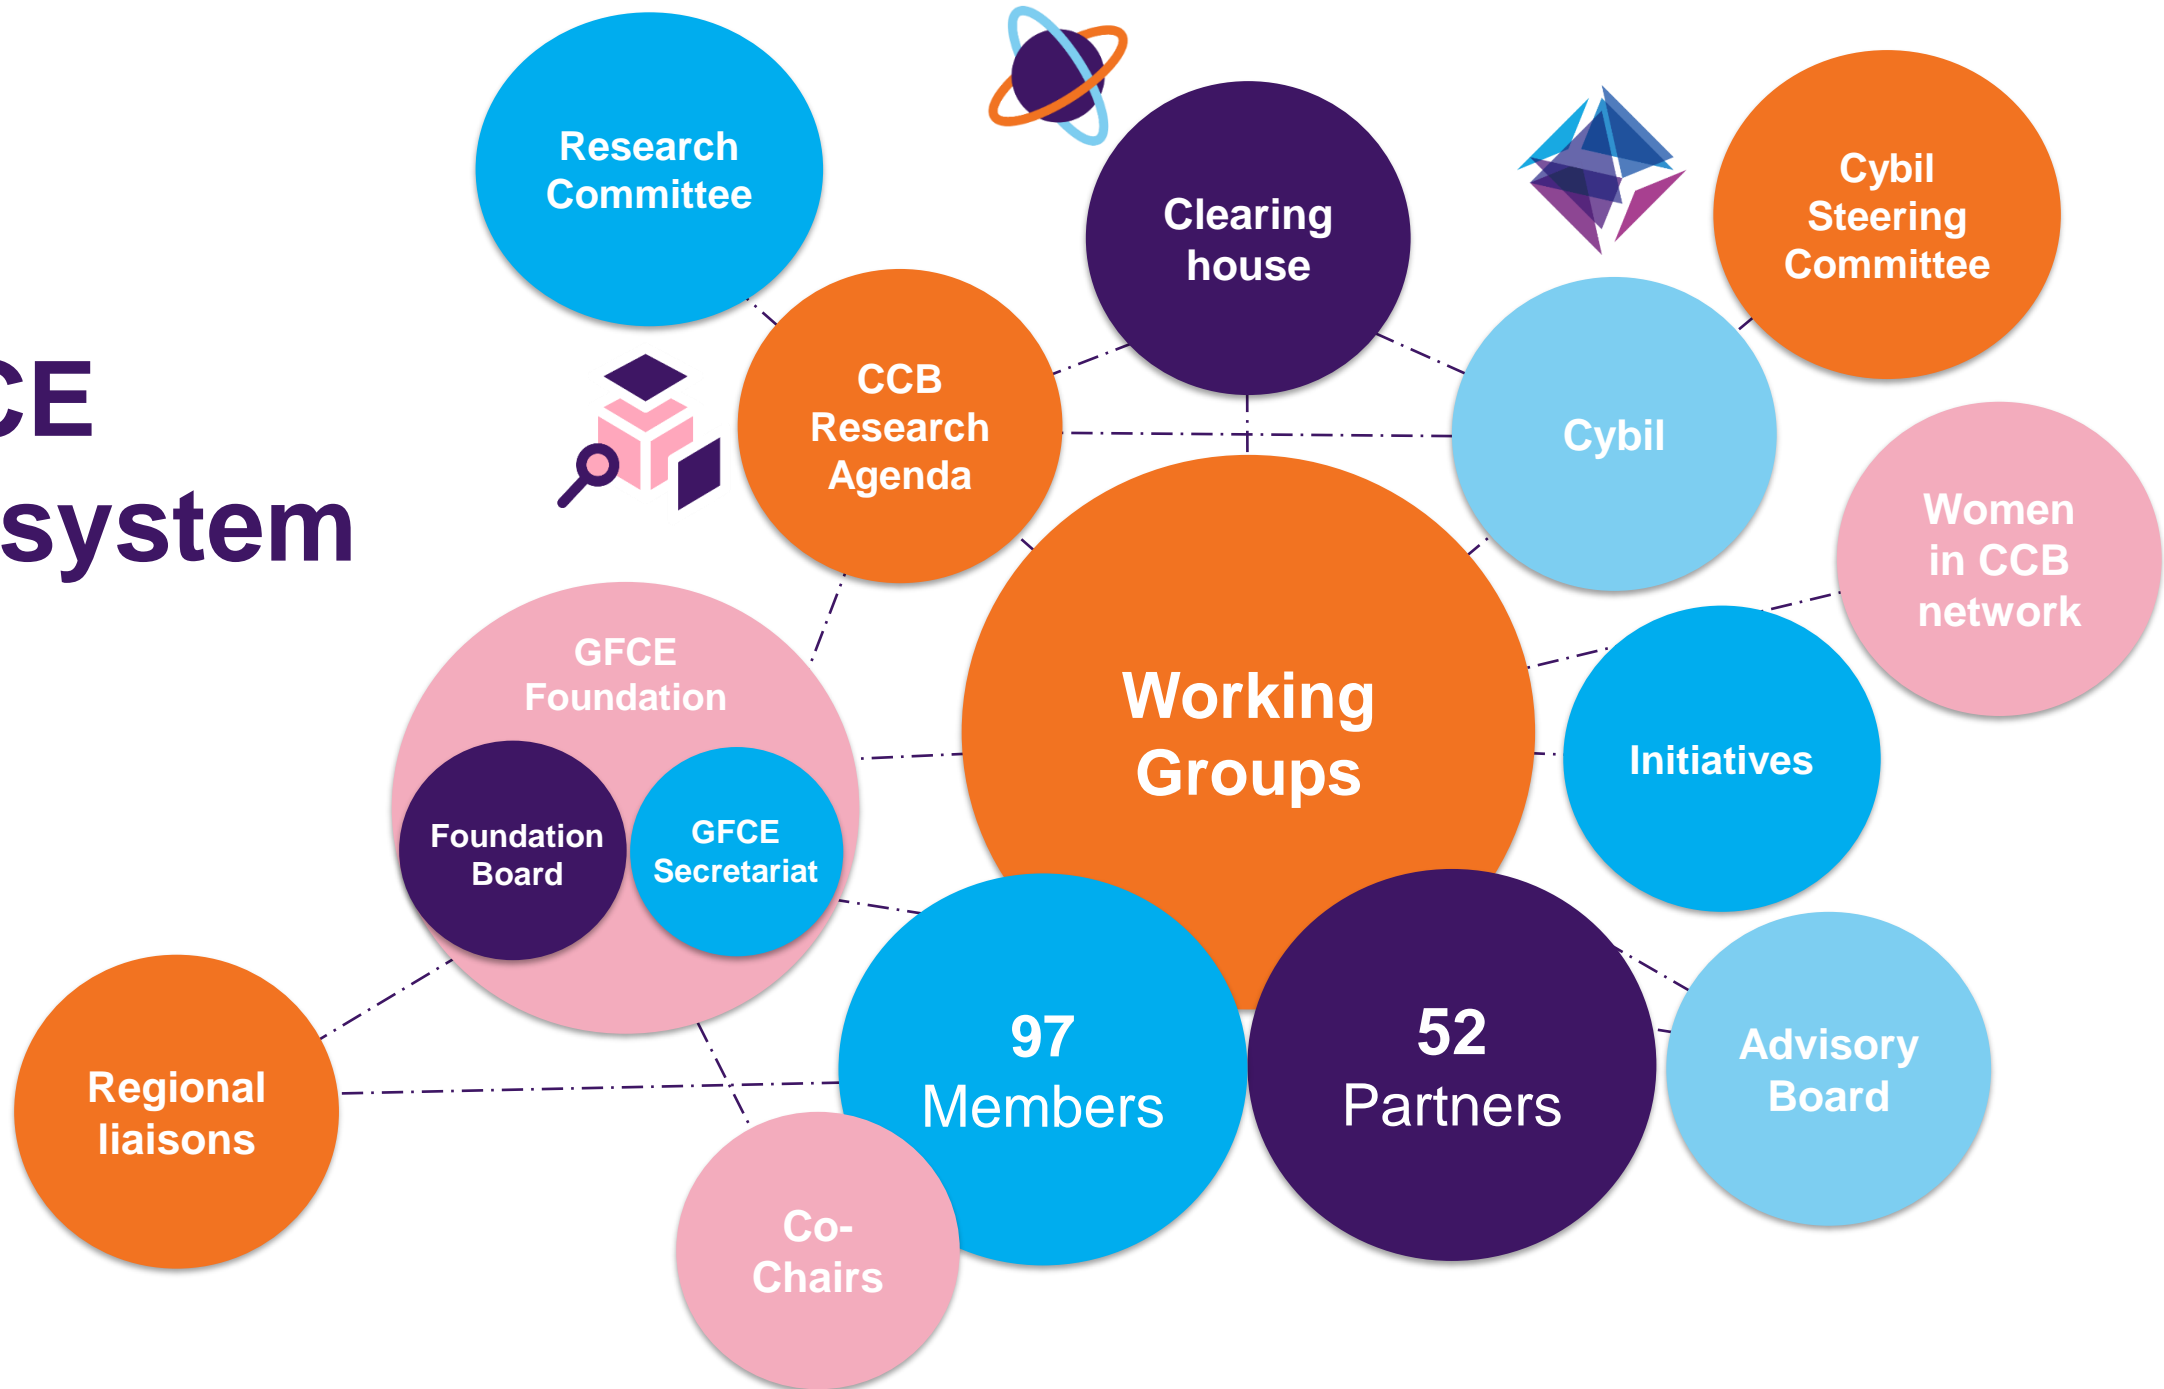 CE
system
Research
Committee
Clearing
house
Cybil
Steering
Committee
CCB
Research
Agenda
Cybil
Women
in CCB
network
GFCE
Foundation
Working
Groups
Initiatives
Foundation
Board
GFCE
Secretariat
97
Members
52
Partners
Advisory
Board
Regional
liaisons
Co-
Chairs